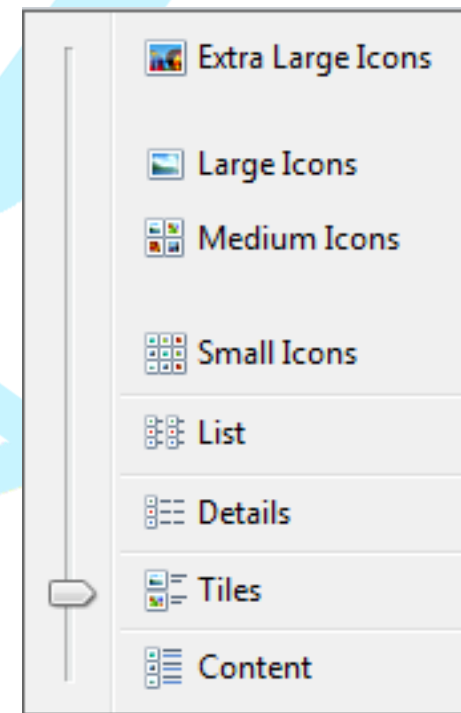 Extra Large Icons
Large Icons
Medium Icons
Small Icons
List
Details
Tiles
Content